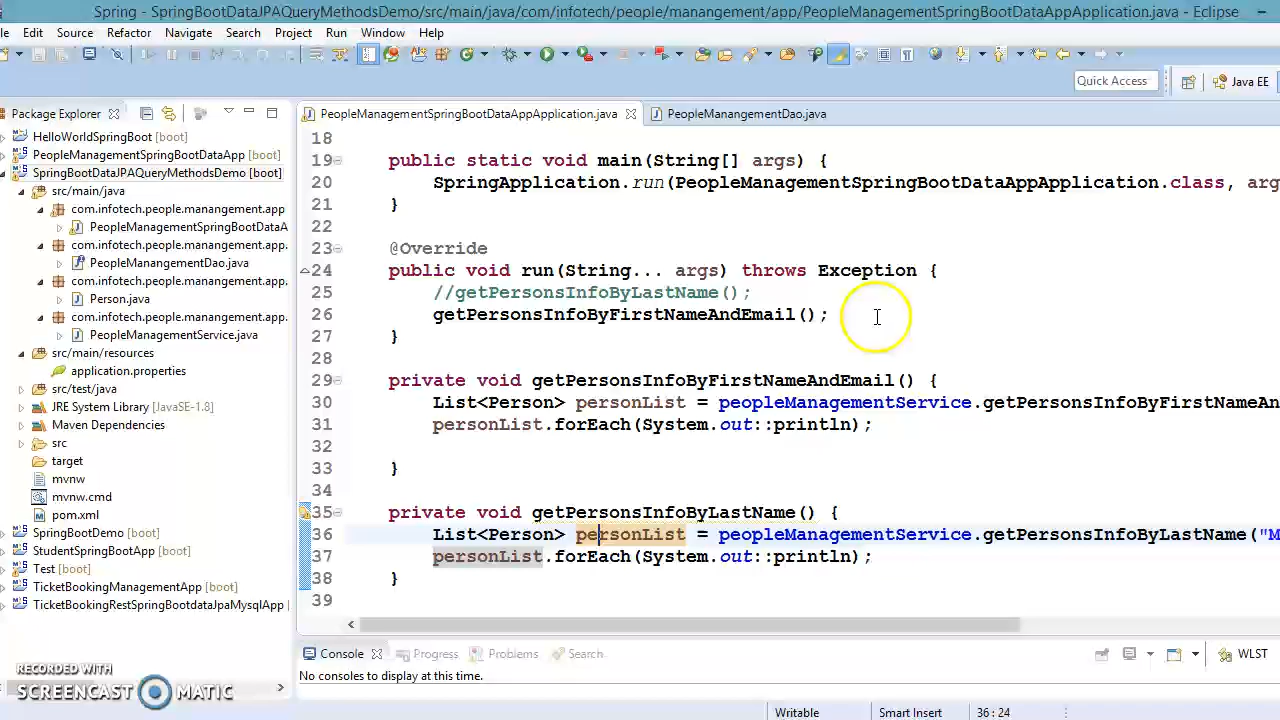 Spring - SpringBootDataJPAQueryMethodsDemo/src/main/java/com/infotech/people/mangement/app/PeopleManagementSpringBootDataAppApplication.java - Eclipse
Edit Source Refactor Navigate Search Project Run Window Help
Quick Access
Java EE
Package Explorer
HelloWorldSpringBoot [boot]
PeopleManagementSpringBootDataApp [boot]
SpringBootDataJPAQueryMethodsDemo [boot]
src/main/java
com.infotech.people.manangement.app
PeopleManagementSpringBootDataA
com.infotech.people.manangement.app.
PeopleManangementDao.java
com.infotech.people.manangement.app.
Person.java
com.infotech.people.manangement.app.
PeopleManagementService.java
src/main/resources
application.properties
src/test/java
JRE System Library [JavaSE-1.8]
Maven Dependencies
src
target
mvnw
mvnw.cmd
pom.xml
SpringBootDemo [boot]
StudentSpringBootApp [boot]
Test [boot]
TicketBookingManagementApp [boot]
TicketBookingRestSpringBootdataJpaMysqlApp [boot]
PeopleManagementSpringBootDataAppApplication.java
PeopleManangementDao.java
18
19 public static void main(String[] args) {
20 SpringApplication.run(PeopleManagementSpringBootDataAppApplication.class, arg
21 }
22
23 @Override
24 public void run(String... args) throws Exception {
25 //getPersonsInfoByLastName();
26 getPersonsInfoByFirstNameAndEmail();
27 }
28
29 private void getPersonsInfoByFirstNameAndEmail() {
30 List<Person> personList = peopleManagementService.getPersonsInfoByFirstNameAn
31 personList.forEach(System.out::println);
32
33 }
34
35 private void getPersonsInfoByLastName() {
36 List<Person> personList = peopleManagementService.getPersonsInfoByLastName("M
37 personList.forEach(System.out::println);
38 }
39
Console Progress Problems Search
WLST
No consoles to display at this time.
RECORDED WITH
SCREENCAST MATIC
Writable
Smart Insert
36 : 24